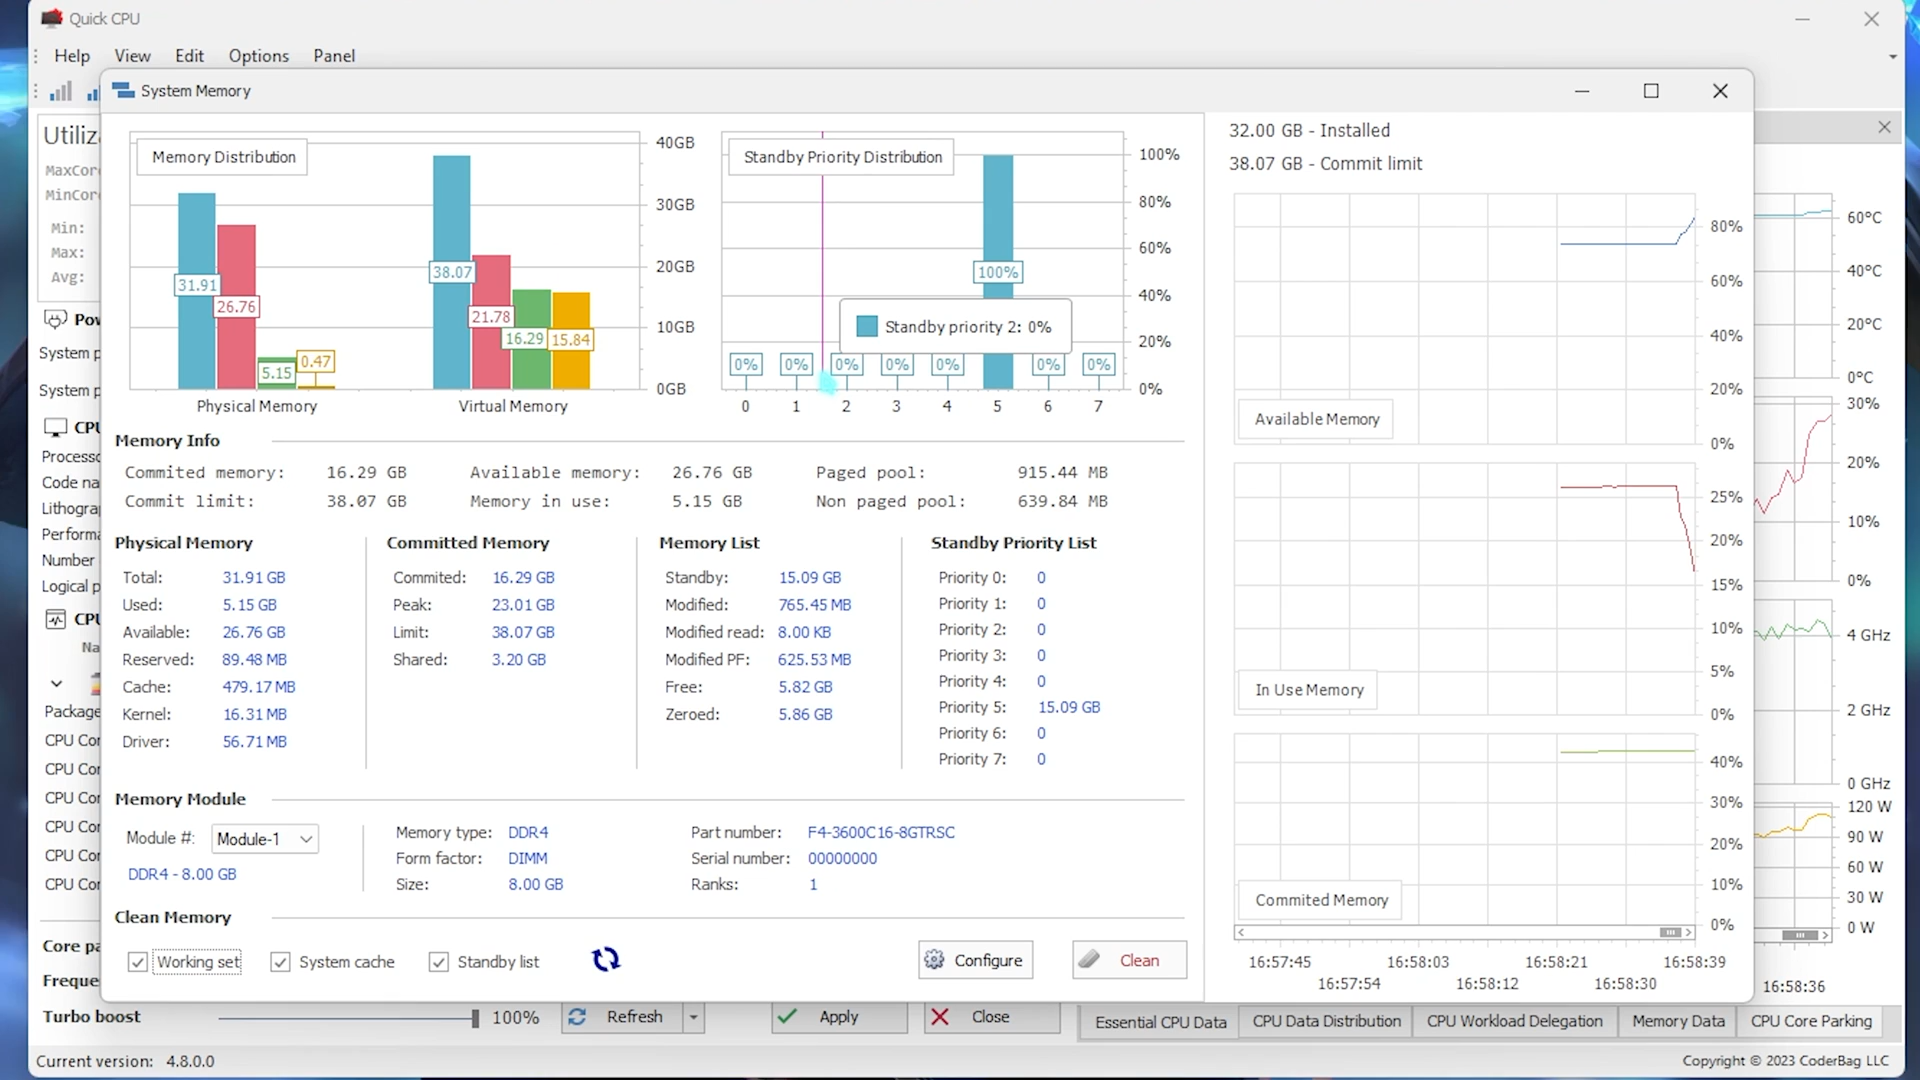 Quick CPU
Help View Edit Options Panel
System Memory
Utiliza
MaxCore
MinCore
Min:
Max:
Avg:
Pow
System p
System p
CPU
Processo
Code na
Lithograp
Performa
Number
Logical p
CPU
Na
Package
CPU Cor
CPU Cor
CPU Cor
CPU Cor
CPU Cor
CPU Cor
Core pa
Freque
Memory Distribution
40GB
30GB
20GB
10GB
0GB
31.91
26.76
5.15
0.47
38.07
21.78
16.29
15.84
Physical Memory
Virtual Memory
Standby Priority Distribution
100%
80%
60%
40%
20%
0%
100%
Standby priority 2: 0%
0% 0% 0% 0% 0% 0% 0%
0 1 2 3 4 5 6 7
Memory Info
Commited memory: 16.29 GB Available memory: 26.76 GB Paged pool: 915.44 MB
Commit limit: 38.07 GB Memory in use: 5.15 GB Non paged pool: 639.84 MB
Physical Memory
Total: 31.91 GB
Used: 5.15 GB
Available: 26.76 GB
Reserved: 89.48 MB
Cache: 479.17 MB
Kernel: 16.31 MB
Driver: 56.71 MB
Committed Memory
Commited: 16.29 GB
Peak: 23.01 GB
Limit: 38.07 GB
Shared: 3.20 GB
Memory List
Standby: 15.09 GB
Modified: 765.45 MB
Modified read: 8.00 KB
Modified PF: 625.53 MB
Free: 5.82 GB
Zeroed: 5.86 GB
Standby Priority List
Priority 0: 0
Priority 1: 0
Priority 2: 0
Priority 3: 0
Priority 4: 0
Priority 5: 15.09 GB
Priority 6: 0
Priority 7: 0
Memory Module
Module #: Module-1
DDR4 - 8.00 GB
Memory type: DDR4
Form factor: DIMM
Size: 8.00 GB
Part number: F4-3600C16-8GTRSC
Serial number: 00000000
Ranks: 1
Clean Memory
Working set System cache Standby list Configure Clean
32.00 GB - Installed
38.07 GB - Commit limit
80%
60%
40%
20%
0%
Available Memory
25%
20%
15%
10%
5%
0%
In Use Memory
40%
30%
20%
10%
0%
Commited Memory
16:57:45 16:58:03 16:58:21 16:58:39
16:57:54 16:58:12 16:58:30
60°C
40°C
20°C
0°C
30%
20%
10%
0%
4 GHz
2 GHz
0 GHz
120 W
90 W
60 W
30 W
0 W
16:58:36
Turbo boost 100% Refresh Apply Close
Essential CPU Data CPU Data Distribution CPU Workload Delegation Memory Data CPU Core Parking
Current version: 4.8.0.0
Copyright © 2023 CoderBag LLC